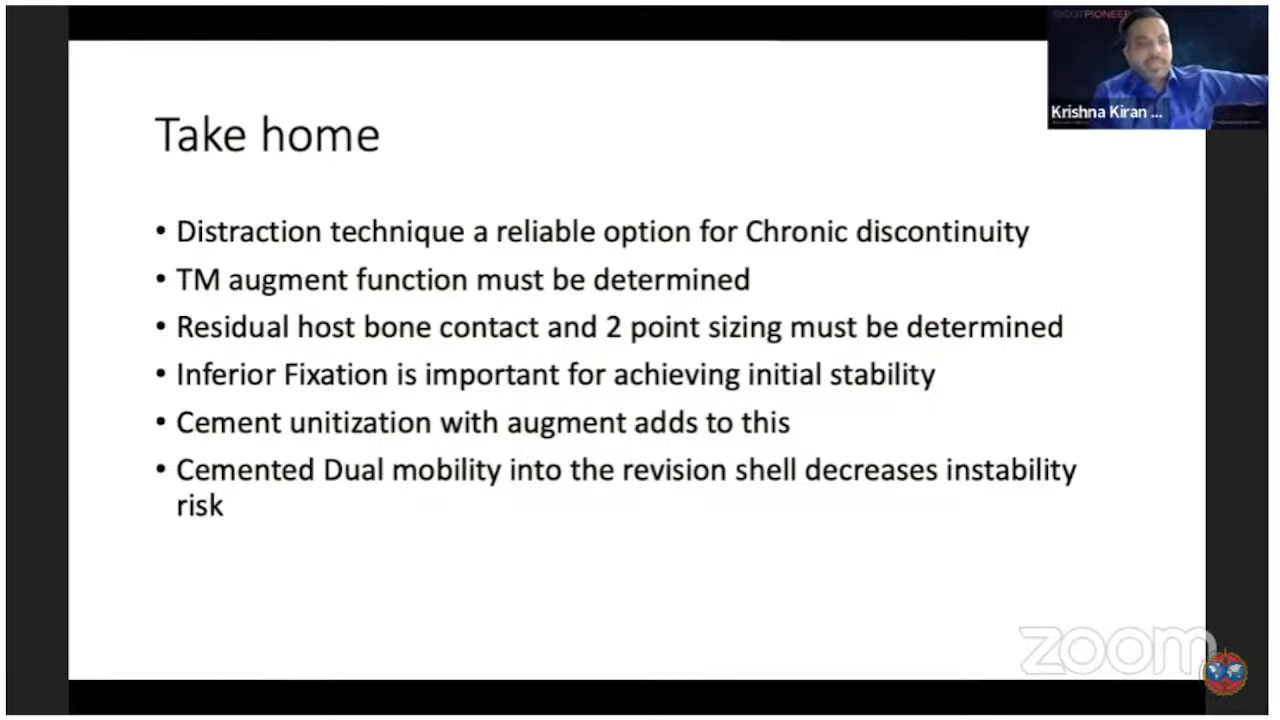 Take home
• Distraction technique a reliable option for Chronic discontinuity
• TM augment function must be determined
• Residual host bone contact and 2 point sizing must be determined
• Inferior Fixation is important for achieving initial stability
• Cement unitization with augment adds to this
• Cemented Dual mobility into the revision shell decreases instability
risk
Krishna Kiran ...
zoom